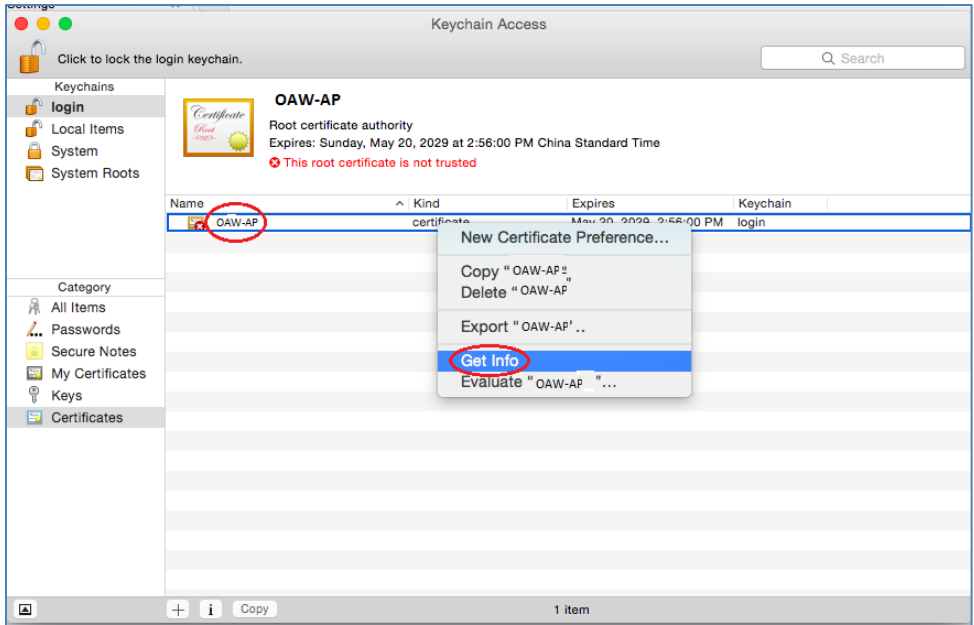 Settings
Keychain Access
Click to lock the login keychain.
Search
Keychains
login
Local Items
System
System Roots
Certificate
Root
OAW-AP
Root certificate authority
Expires: Sunday, May 20, 2029 at 2:56:00 PM China Standard Time
This root certificate is not trusted
Name Kind Expires Keychain
OAW-AP certificate May 20, 2029, 2:56:00 PM login
New Certificate Preference...
Copy "OAW-AP"
Delete "OAW-AP"
Export "OAW-AP'..
Get Info
Evaluate "OAW-AP "...
Category
All Items
Passwords
Secure Notes
My Certificates
Keys
Certificates
Copy
1 item